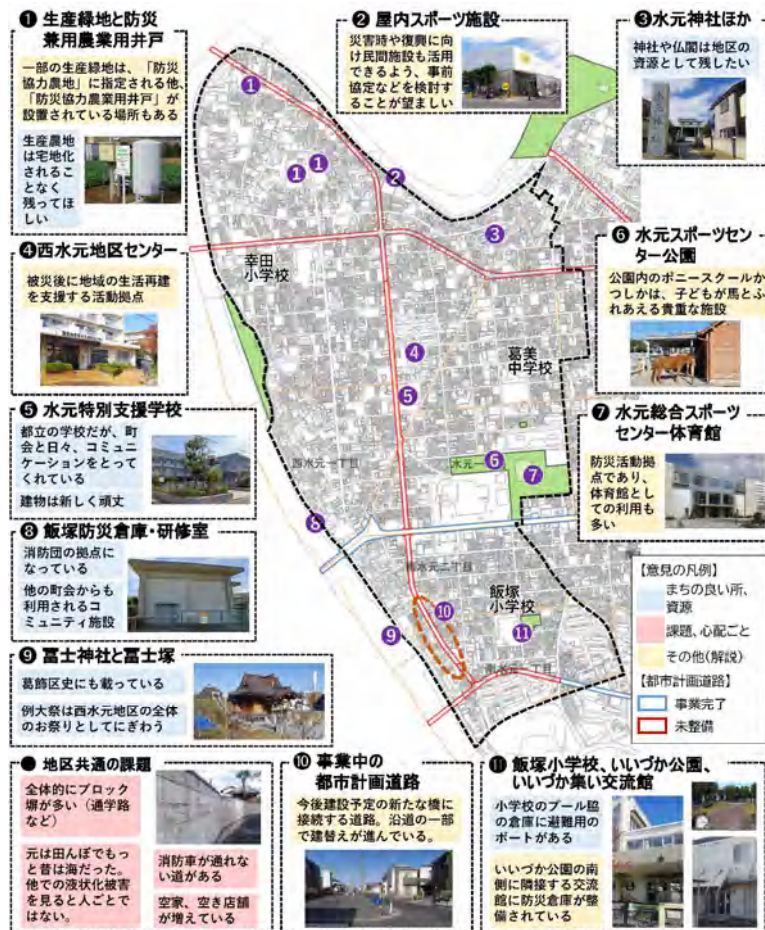 ❶ 生産緑地と防災
兼用農業用井戸
一部の生産緑地は、「防災
協力農地」に指定される他、
「防災協力農業用井戸」が
設置されている場所もある
生産農地
は宅地化
されるこ
となく
残ってほ
しい
❷ 屋内スポーツ施設
災害時や復興に向
け民間施設も活用
できるよう、事前
協定などを検討す
ることが望ましい
❸水元神社ほか
神社や仏閣は地区の
資源として残したい
❹西水元地区センター
被災後に地域の生活再建
を支援する活動拠点
❺ 水元特別支援学校
都立の学校だが、町
会と日々、コミュニ
ケーションをとって
くれている
建物は新しく頑丈
❻ 水元スポーツセン
ター公園
公園内のポニースクールか
つしかは、子どもが馬とふ
れあえる貴重な施設
❼ 水元総合スポーツ
センター体育館
防災活動拠
点であり、
体育館とし
ての利用も
多い
❽ 飯塚防災倉庫・研修室
消防団の拠点に
なっている
他の町会からも
利用されるコ
ミュニティ施設
❾ 冨士神社と冨士塚
葛飾区史にも載っている
例大祭は西水元地区の全体
のお祭りとしてにぎわう
● 地区共通の課題
全体的にブロック
塀が多い（通学路
など）
元は田んぼでもっ
と昔は海だった。
他での液状化被害
を見ると人ごとで
はない。
消防車が通れな
い道がある
空家、空き店舗
が増えている
❿ 事業中の
都市計画道路
今後建設予定の新たな橋に
接続する道路。沿道の一部
で建替えが進んでいる。
⓫ 飯塚小学校、いいづか公園、
いいづか集い交流館
小学校のプール脇
の倉庫に避難用の
ボートがある
いいづか公園の南
側に隣接する交流
館に防災倉庫が整
備されている
【意見の凡例】
まちの良い所、
資源
課題、心配ごと
その他(解説)
【都市計画道路】
事業完了
未整備
❶
❶
❶
❷
❸
幸田
小学校
❹
葛美
中学校
❺
西水元一丁目
水元一
❻
❼
❽
南水元二丁目
飯塚
小学校
❿
❾
⓫
南水元一丁目